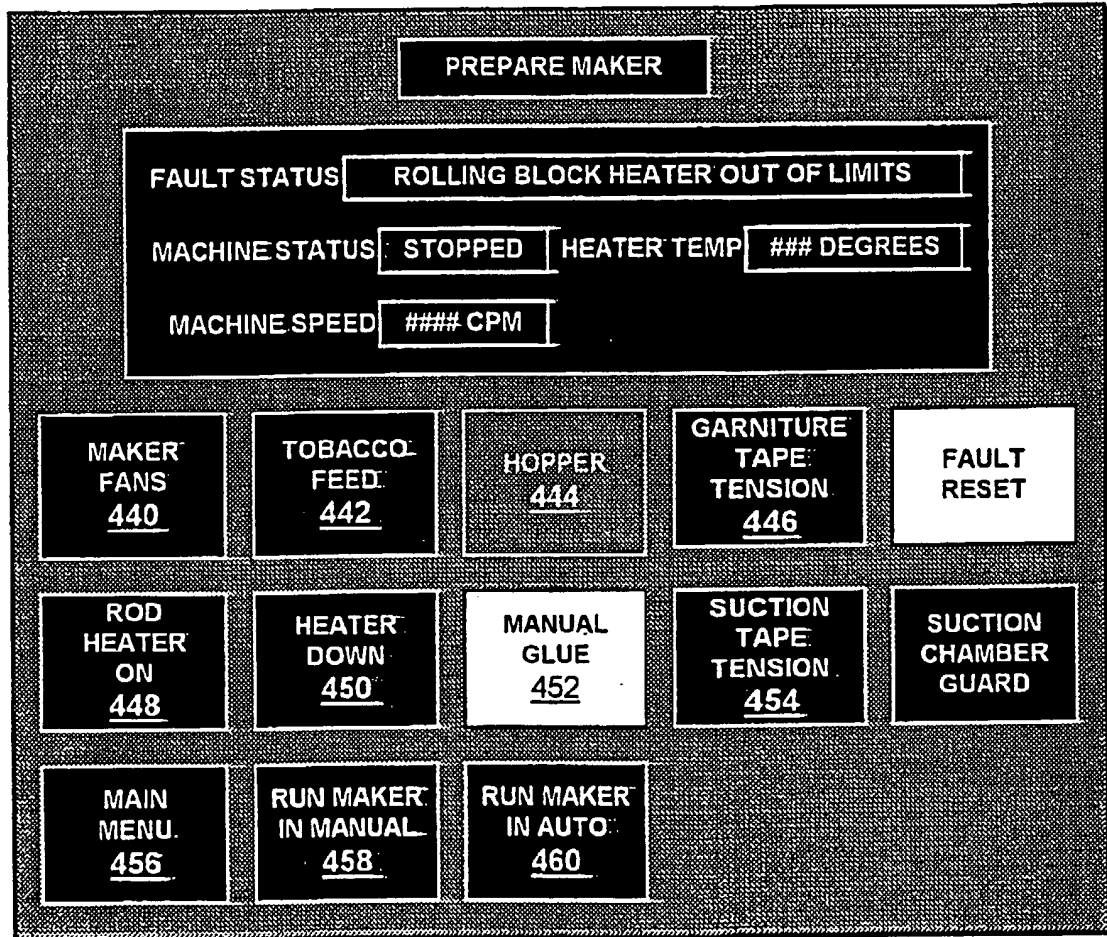 PREPARE MAKER
FAULT STATUS ROLLING BLOCK HEATER OUT OF LIMITS
MACHINE STATUS STOPPED HEATER TEMP ### DEGREES
MACHINE SPEED #### CPM
MAKER
FANS
440
TOBACCO
FEED
442
HOPPER
444
GARNITURE
TAPE
TENSION
446
FAULT
RESET
ROD
HEATER
ON
448
HEATER
DOWN
450
MANUAL
GLUE
452
SUCTION
TAPE
TENSION
454
SUCTION
CHAMBER
GUARD
MAIN
MENU
456
RUN MAKER
IN MANUAL
458
RUN MAKER
IN AUTO
460